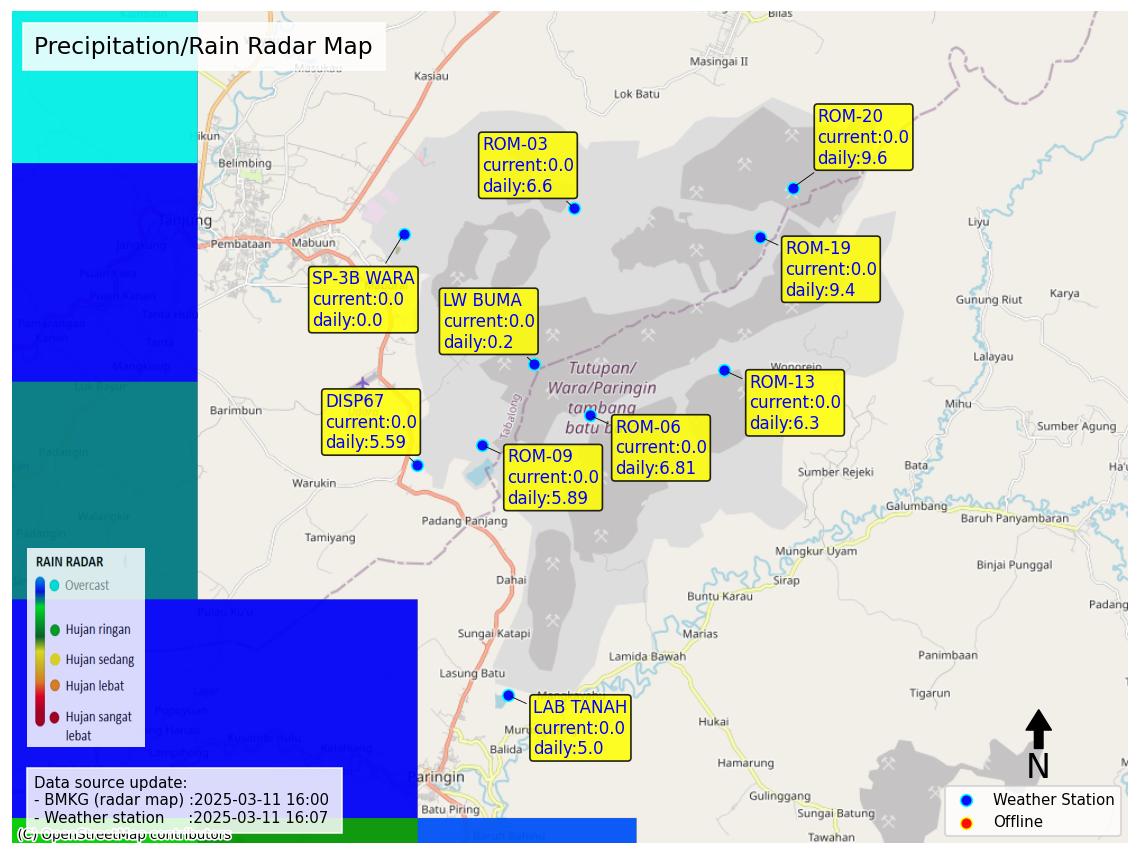 Precipitation/Rain Radar Map
Bilas
Masingai II
Kasiau
Lok Batu
Hikun
Belimbing
Tanjung
Pembataan
Mabuun
ROM-03
current:0.0
daily:6.6
ROM-20
current:0.0
daily:9.6
ROM-19
current:0.0
daily:9.4
SP-3B WARA
current:0.0
daily:0.0
LW BUMA
current:0.0
daily:0.2
Liyu
Gunung Riut
Karya
Lalayau
Mihu
Sumber Agung
Tutupan/
Wara/Paringin
tambang
batu b
Tabalong
Wonorejo
ROM-13
current:0.0
daily:6.3
DISP67
current:0.0
daily:5.59
ROM-06
current:0.0
daily:6.81
ROM-09
current:0.0
daily:5.89
Barimbun
Warukin
Padang Panjang
Tamiyang
Sumber Rejeki
Bata
Ha'u
Galumbang
Baruh Panyambaran
Mungkur Uyam
Binjai Punggal
Dahai
Sirap
Buntu Karau
Padang
Sungai Katapi
Marias
Lamida Bawah
Panimbaan
Lasung Batu
Tigarun
RAIN RADAR
Overcast
Hujan ringan
Hujan sedang
Hujan lebat
Hujan sangat
lebat
LAB TANAH
current:0.0
daily:5.0
Muru
Balida
Hukai
Hamarung
Paringin
Batu Piring
Gulinggang
Sungai Batung
Tawahan
N
Data source update:
- BMKG (radar map) :2025-03-11 16:00
- Weather station :2025-03-11 16:07
(C) OpenStreetMap contributors
Weather Station
Offline